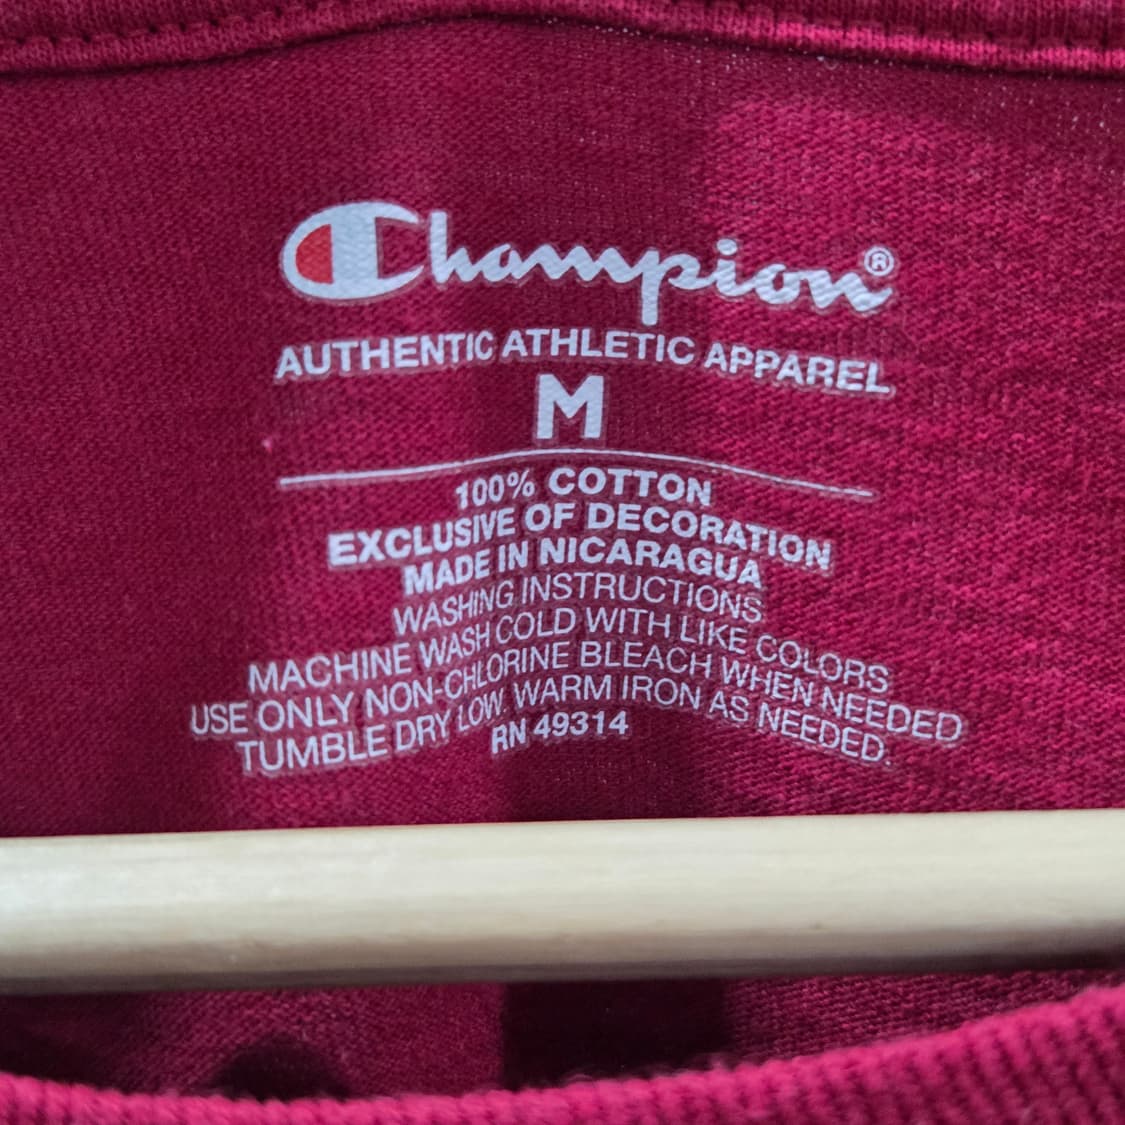 Champion®
AUTHENTIC ATHLETIC APPAREL
M
100% COTTON
EXCLUSIVE OF DECORATION
MADE IN NICARAGUA
WASHING INSTRUCTIONS
MACHINE WASH COLD WITH LIKE COLORS
USE ONLY NON-CHLORINE BLEACH WHEN NEEDED
TUMBLE DRY LOW. WARM IRON AS NEEDED.
RN 49314